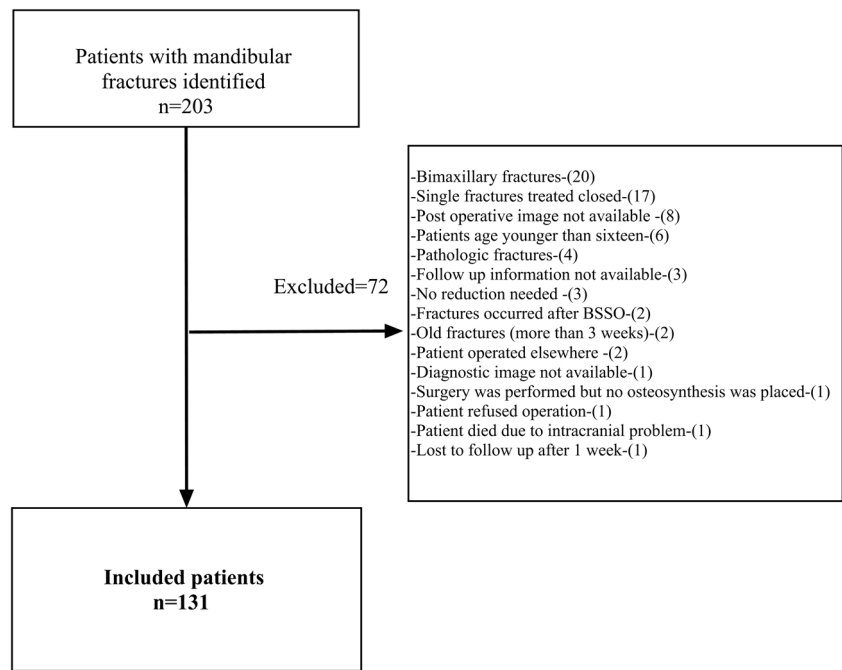 Patients with mandibular
fractures identified
n=203
Excluded=72
-Bimaxillary fractures-(20)
-Single fractures treated closed-(17)
-Post operative image not available -(8)
-Patients age younger than sixteen-(6)
-Pathologic fractures-(4)
-Follow up information not available-(3)
-No reduction needed -(3)
-Fractures occurred after BSSO-(2)
-Old fractures (more than 3 weeks)-(2)
-Patient operated elsewhere -(2)
-Diagnostic image not available-(1)
-Surgery was performed but no osteosynthesis was placed-(1)
-Patient refused operation-(1)
-Patient died due to intracranial problem-(1)
-Lost to follow up after 1 week-(1)
Included patients
n=131